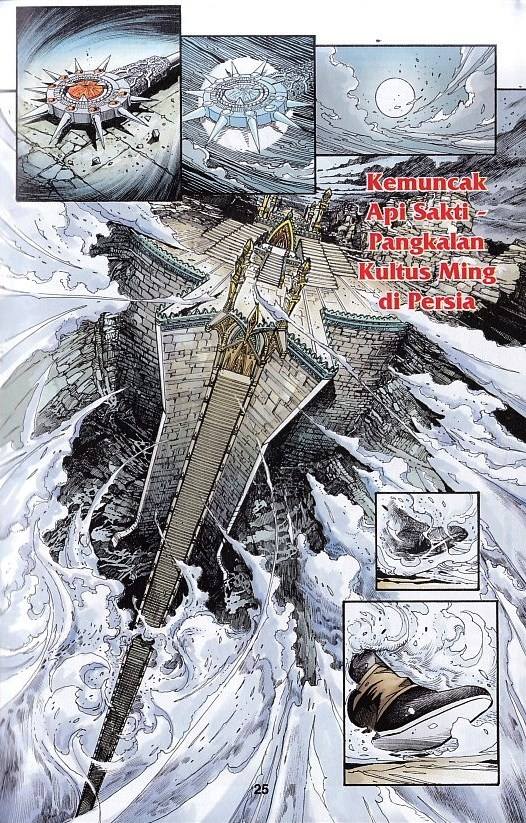 Kemuncak
Api Sakti -
Pangkalan
Kultus Ming
di Persia
25